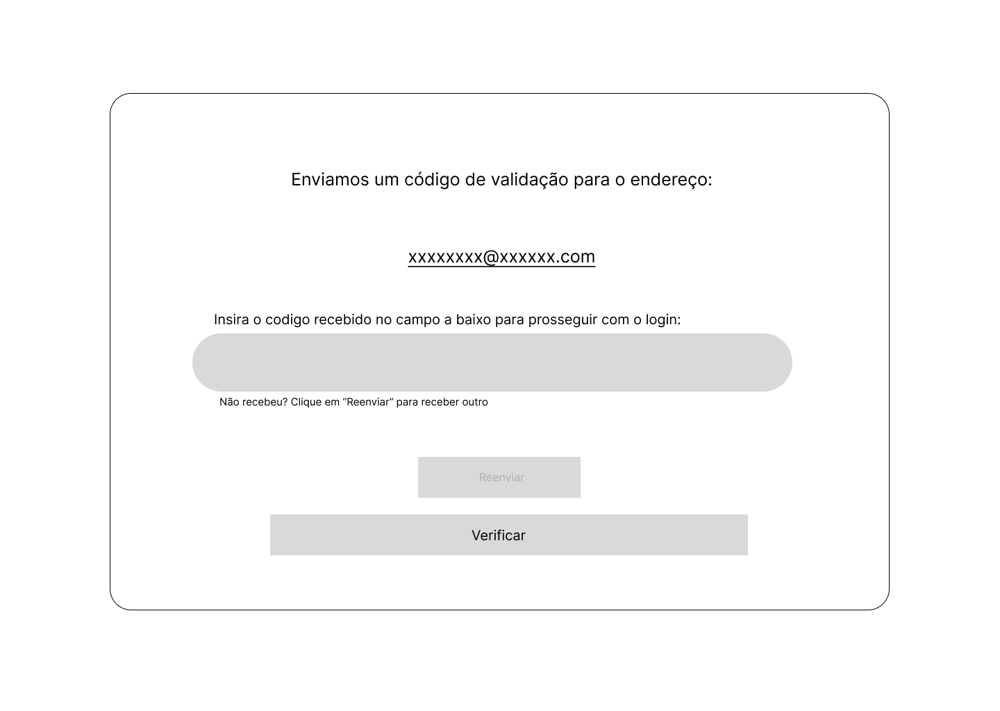 Enviamos um código de validação para o endereço:
xxxxxxxx@xxxxxx.com
Insira o codigo recebido no campo a baixo para prosseguir com o login:
Não recebeu? Clique em “Reenviar” para receber outro
Reenviar
Verificar